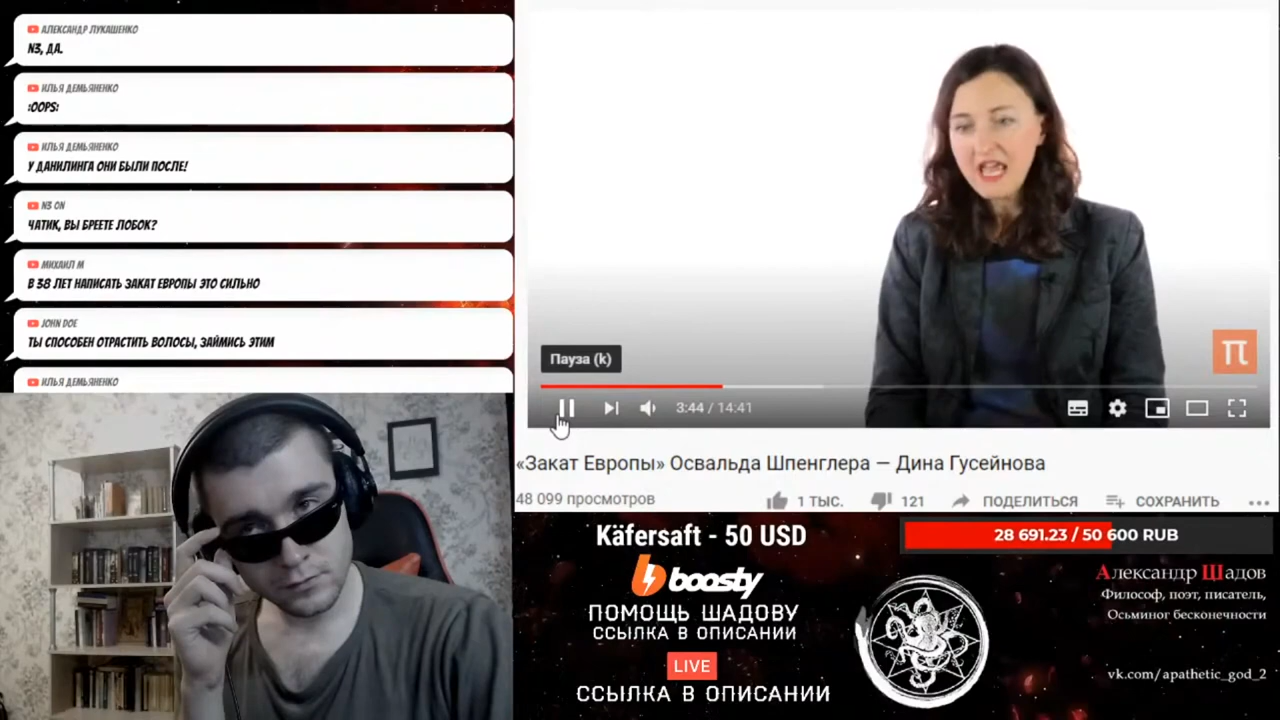 АЛЕКСАНДР ЛУКАШЕНКО
N3, ДА.
ИЛЬЯ ДЕМЬЯНЕНКО
:OOPS:
ИЛЬЯ ДЕМЬЯНЕНКО
У ДАНИЛИНГА ОНИ БЫЛИ ПОСЛЕ!
N3 ON
ЧАТИК, ВЫ БРЕЕТЕ ЛОБОК?
МИХАИЛ М
В 38 ЛЕТ НАПИСАТЬ ЗАКАТ ЕВРОПЫ ЭТО СИЛЬНО
JOHN DOE
ТЫ СПОСОБЕН ОТРАСТИТЬ ВОЛОСЫ, ЗАЙМИСЬ ЭТИМ
ИЛЬЯ ДЕМЬЯНЕНКО
π
Пауза (k)
3:44 / 14:41
«Закат Европы» Освальда Шпенглера — Дина Гусейнова
48 099 просмотров
1 ТЫС.
121
ПОДЕЛИТЬСЯ
СОХРАНИТЬ
Käfersaft - 50 USD
boosty
ПОМОЩЬ ШАДОВУ
ССЫЛКА В ОПИСАНИИ
LIVE
ССЫЛКА В ОПИСАНИИ
28 691.23 / 50 600 RUB
Александр Шадов
Философ, поэт, писатель,
Осьминог бесконечности
vk.com/apathetic_god_2